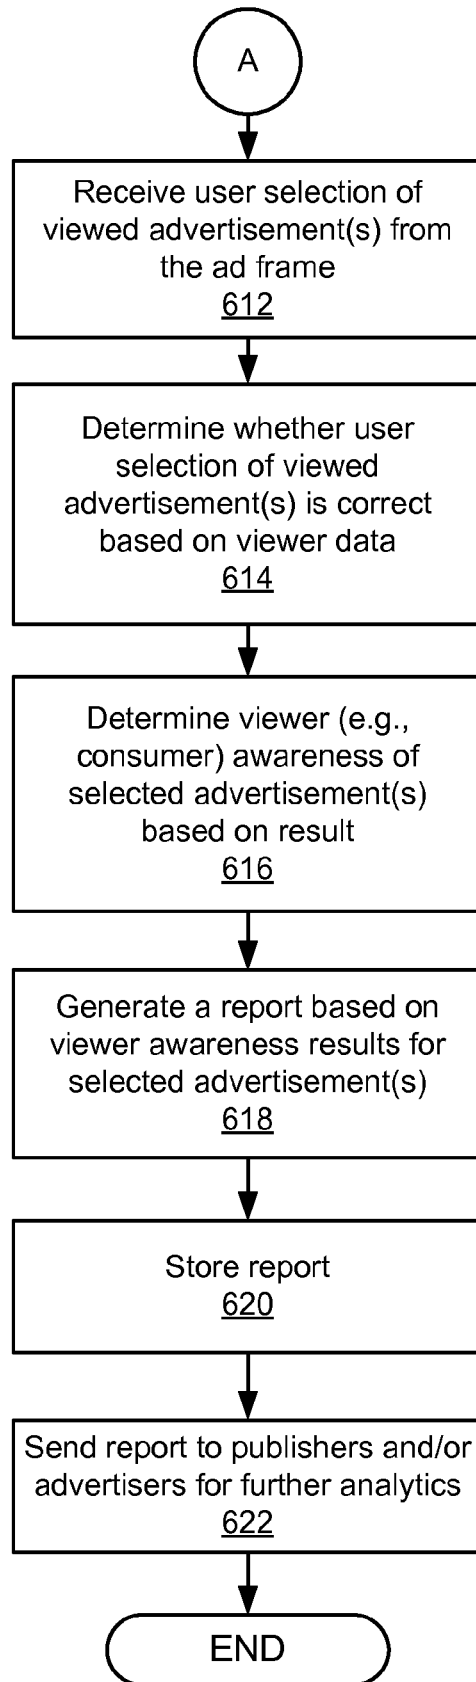 A
Receive user selection of
viewed advertisement(s) from
the ad frame
612
Determine whether user
selection of viewed
advertisement(s) is correct
based on viewer data
614
Determine viewer (e.g.,
consumer) awareness of
selected advertisement(s)
based on result
616
Generate a report based on
viewer awareness results for
selected advertisement(s)
618
Store report
620
Send report to publishers and/or
advertisers for further analytics
622
END